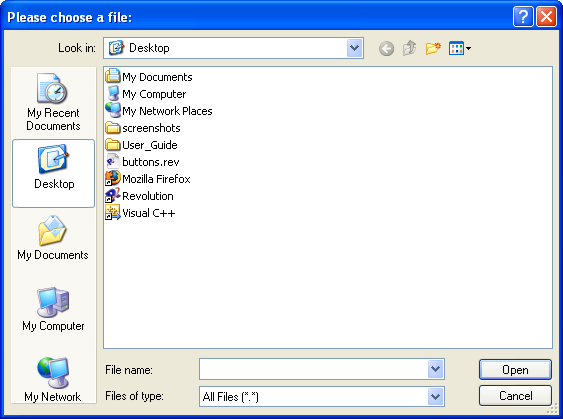 Please choose a file:
Look in: Desktop
My Recent
Documents
Desktop
My Documents
My Computer
My Network
My Documents
My Computer
My Network Places
screenshots
User_Guide
buttons.rev
Mozilla Firefox
Revolution
Visual C++
File name: Open
Files of type: All Files (*.*) Cancel